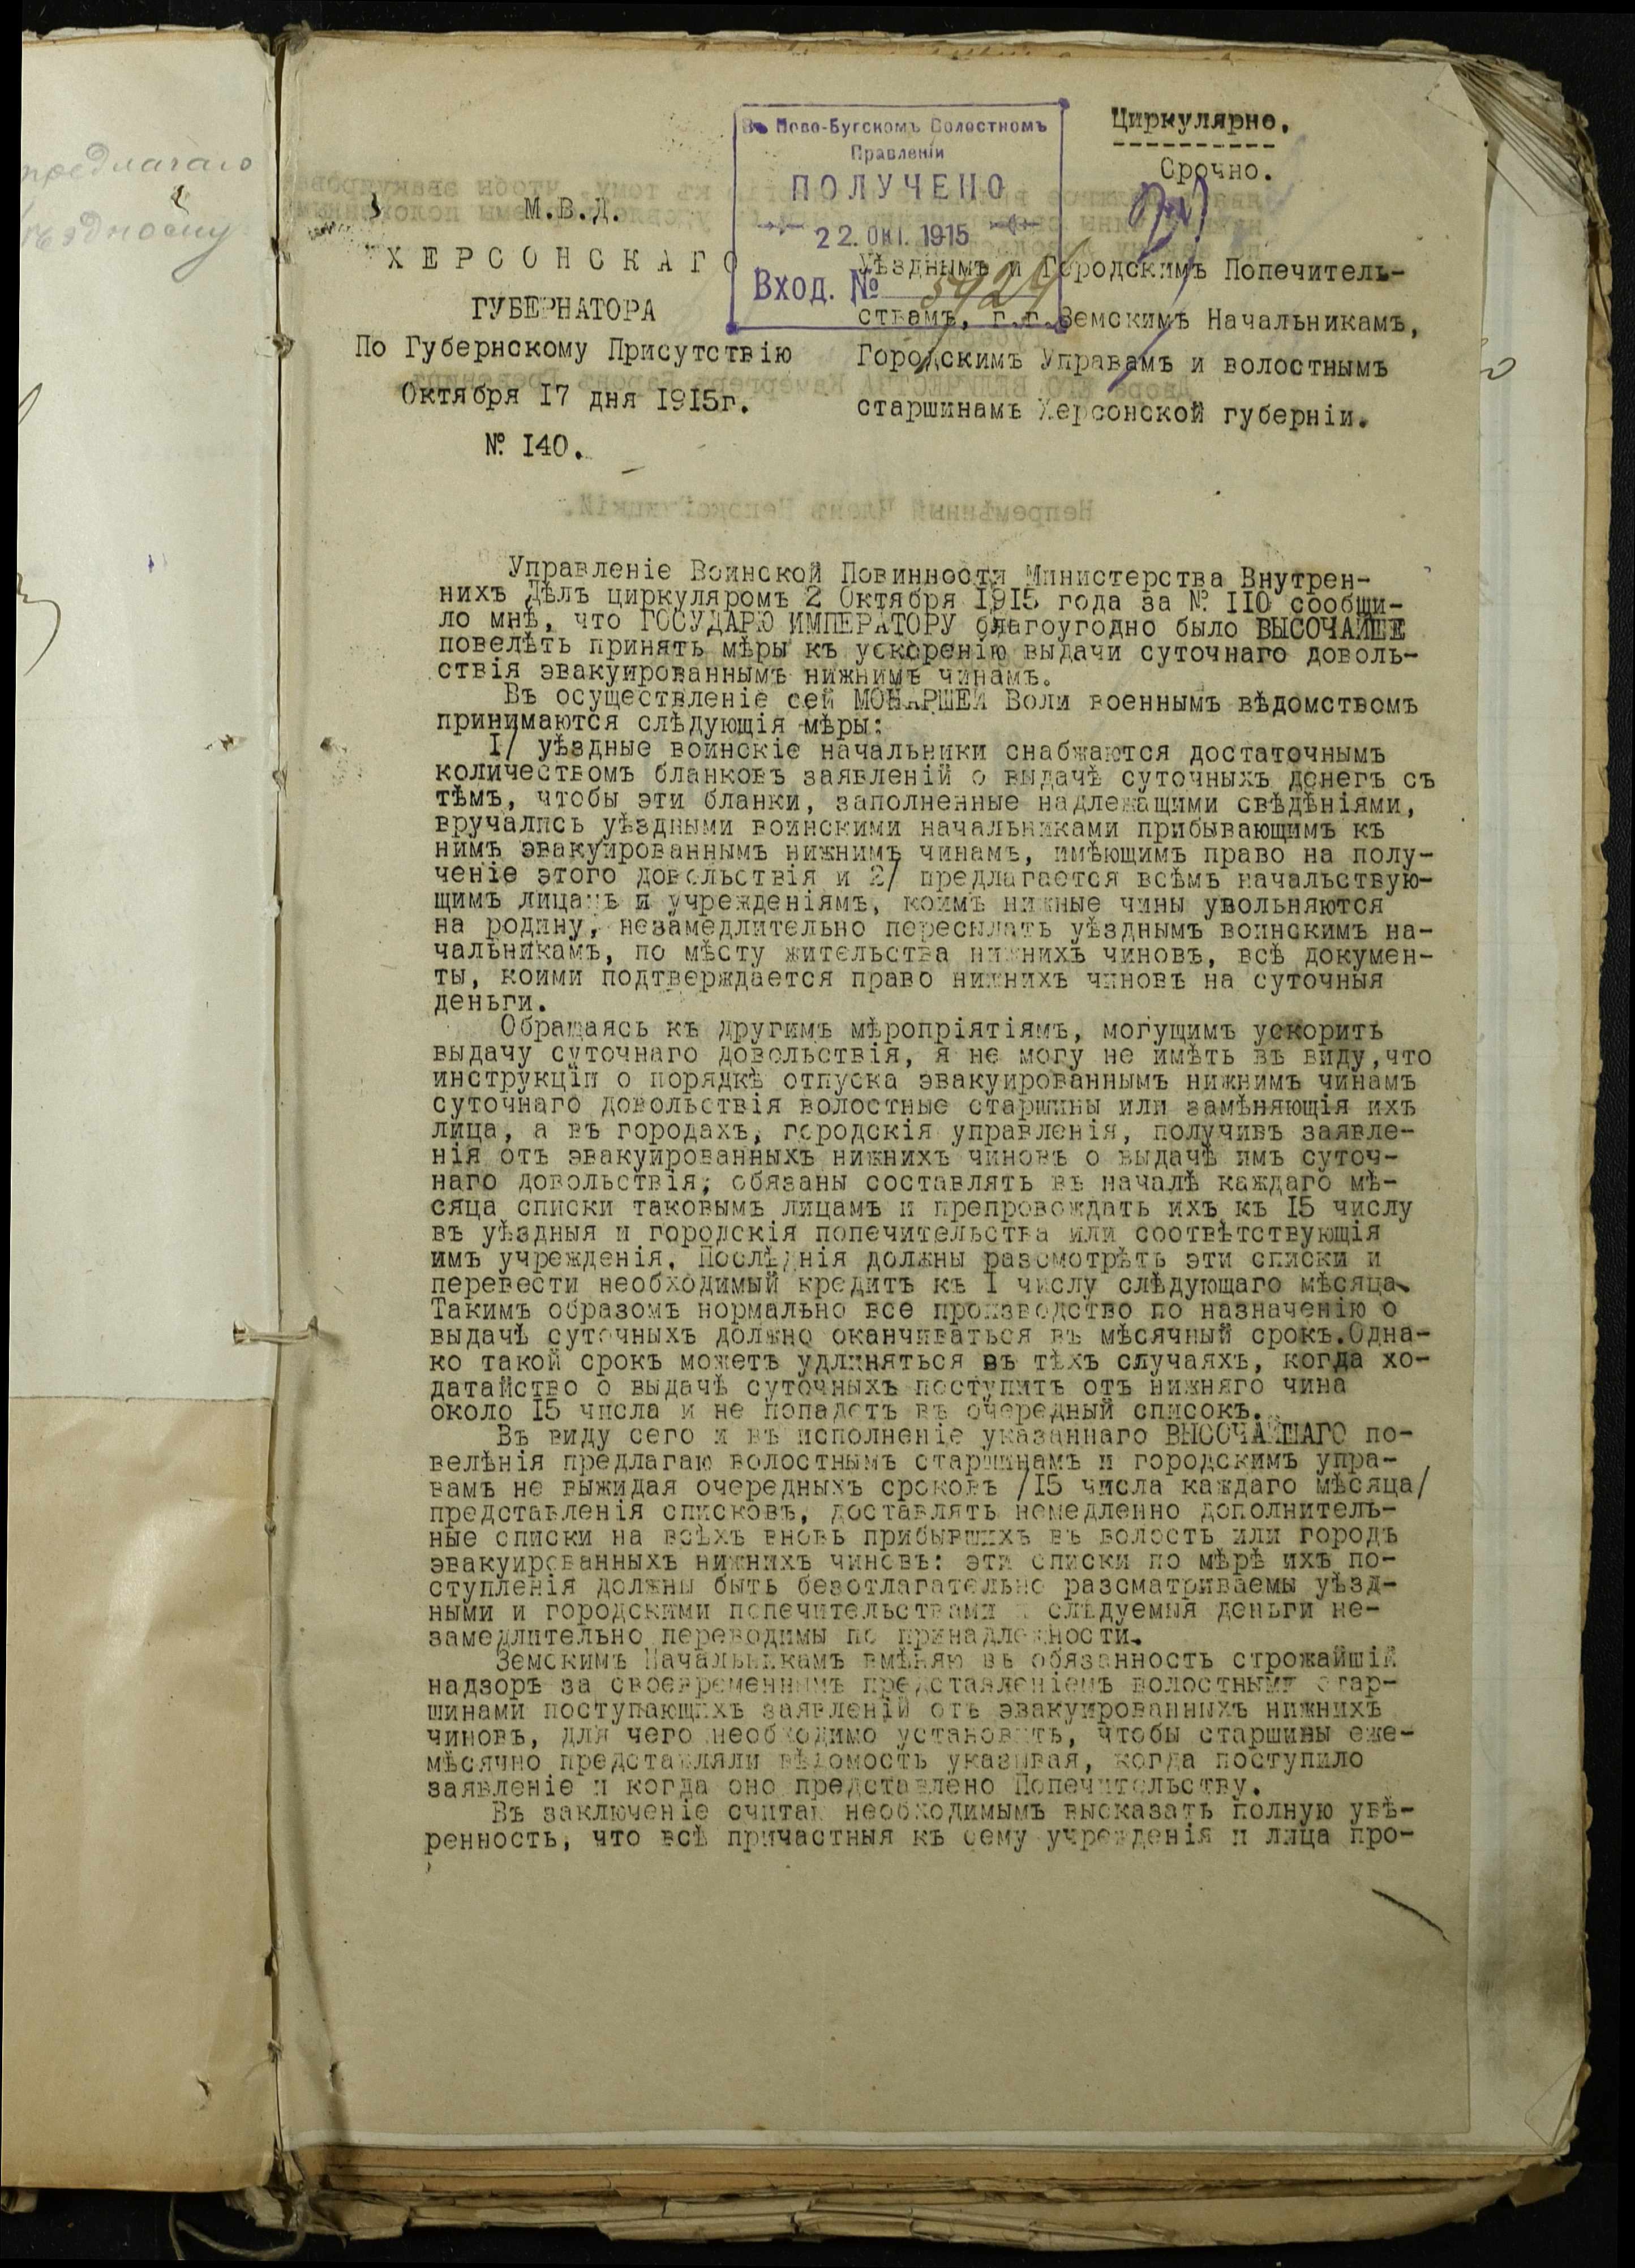 предлагаю
Циркулярно.
Срочно.
Въ Ново-Бугскомъ Волостномъ
Правленіи
ПОЛУЧЕНО
22. ОКТ. 1915
Вход. № 5924
М.В.Д.
ХЕРСОНСКАГО
ГУБЕРНАТОРА
По Губернскому Присутствію
Октября 17 дня 1915г.
№ 140.
Уѣзднымъ и Городскимъ Попечитель-
ствамъ, г.г.Земскимъ Начальникамъ,
Городскимъ Управамъ и волостнымъ
старшинамъ Херсонской губерніи.
Непремѣнный Членъ
Управленіе Воинской Повинности Министерства Внутрен-
нихъ Дѣлъ циркуляромъ 2 Октября 1915 года за № 110 сообщи-
ло мнѣ, что ГОСУДАРЮ ИМПЕРАТОРУ благоугодно было ВЫСОЧАЙШЕ
повелѣть принять мѣры къ ускоренію выдачи суточнаго доволь-
ствія эвакуированнымъ нижнимъ чинамъ.
Въ осуществленіе сей МОНАРШЕЙ Воли военнымъ вѣдомствомъ
принимаются слѣдующія мѣры:
1/ уѣздные воинскіе начальники снабжаются достаточнымъ
количествомъ бланковъ заявленій о выдачѣ суточныхъ денегъ съ
тѣмъ, чтобы эти бланки, заполненные надлежащими свѣдѣніями,
вручались уѣздными воинскими начальниками прибывающимъ къ
нимъ эвакуированнымъ нижнимъ чинамъ, имѣющимъ право на полу-
ченіе этого довольствія и 2/ предлагается всѣмъ начальствую-
щимъ лицамъ и учрежденіямъ, коимъ нижные чины увольняются
на родину, незамедлительно пересылать уѣзднымъ воинскимъ на-
чальникамъ, по мѣсту жительства нижнихъ чиновъ, всѣ докумен-
ты, коими подтверждается право нижнихъ чиновъ на суточныя
деньги.
Обращаясь къ другимъ мѣропріятіямъ, могущимъ ускорить
выдачу суточнаго довольствія, я не могу не имѣть въ виду,что
инструкціи о порядкѣ отпуска эвакуированнымъ нижнимъ чинамъ
суточнаго довольствія волостные старшины или замѣняющія ихъ
лица, а въ городахъ, городскія управленія, получивъ заявле-
нія отъ эвакуированныхъ нижнихъ чиновъ о выдачѣ имъ суточ-
наго довольствія, обязаны составлять въ началѣ каждаго мѣ-
сяца списки таковымъ лицамъ и препровождать ихъ къ 15 числу
въ уѣздныя и городскія попечительства или соотвѣтствующія
имъ учрежденія. Послѣднія должны разсмотрѣть эти списки и
перевести необходимый кредитъ къ 1 числу слѣдующаго мѣсяца.
Такимъ образомъ нормально все производство по назначенію о
выдачѣ суточныхъ должно оканчиваться въ мѣсячный срокъ.Одна-
ко такой срокъ можетъ удлиняться въ тѣхъ случаяхъ, когда хо-
датайство о выдачѣ суточныхъ поступитъ отъ нижняго чина
около 15 числа и не попадетъ въ очередный списокъ.
Въ виду сего и въ исполненіе указаннаго ВЫСОЧАЙШАГО по-
велѣнія предлагаю волостнымъ старшинамъ и городскимъ упра-
вамъ не выжидая очередныхъ сроковъ /15 числа каждаго мѣсяца/
представленія списковъ, доставлять немедленно дополнитель-
ные списки на всѣхъ вновь прибывшихъ въ волость или городъ
эвакуированныхъ нижнихъ чиновъ: эти списки по мѣрѣ ихъ по-
ступленія должны быть безотлагательно разсматриваемы уѣзд-
ными и городскими попечительствами и слѣдуемыя деньги не-
замедлительно переводимы по принадлежности.
Земскимъ Начальникамъ вмѣняю въ обязанность строжайшій
надзоръ за своевременнымъ представленіемъ волостными стар-
шинами поступающихъ заявленій отъ эвакуированныхъ нижнихъ
чиновъ, для чего необходимо установить, чтобы старшины еже-
мѣсячно представляли вѣдомость указывая, когда поступило
заявленіе и когда оно представлено Попечительству.
Въ заключеніе считаю необходимымъ высказать полную увѣ-
ренность, что всѣ причастныя къ сему учрежденія и лица про-